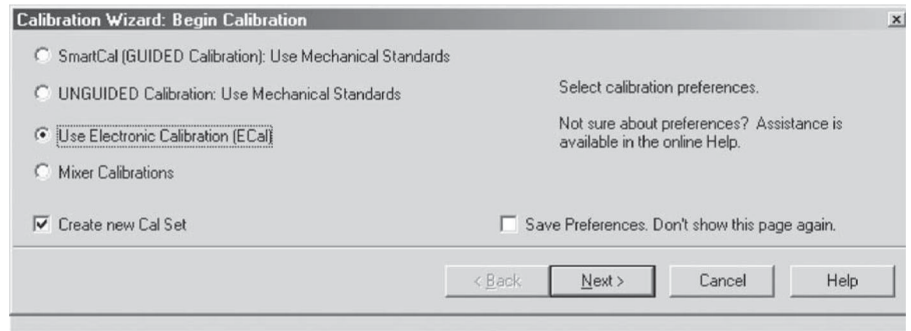 Calibration Wizard: Begin Calibration
SmartCal (GUIDED Calibration): Use Mechanical Standards
UNGUIDED Calibration: Use Mechanical Standards
Use Electronic Calibration (ECal)
Mixer Calibrations
Select calibration preferences.
Not sure about preferences? Assistance is
available in the online Help.
Create new Cal Set
Save Preferences. Don't show this page again.
< Back
Next >
Cancel
Help